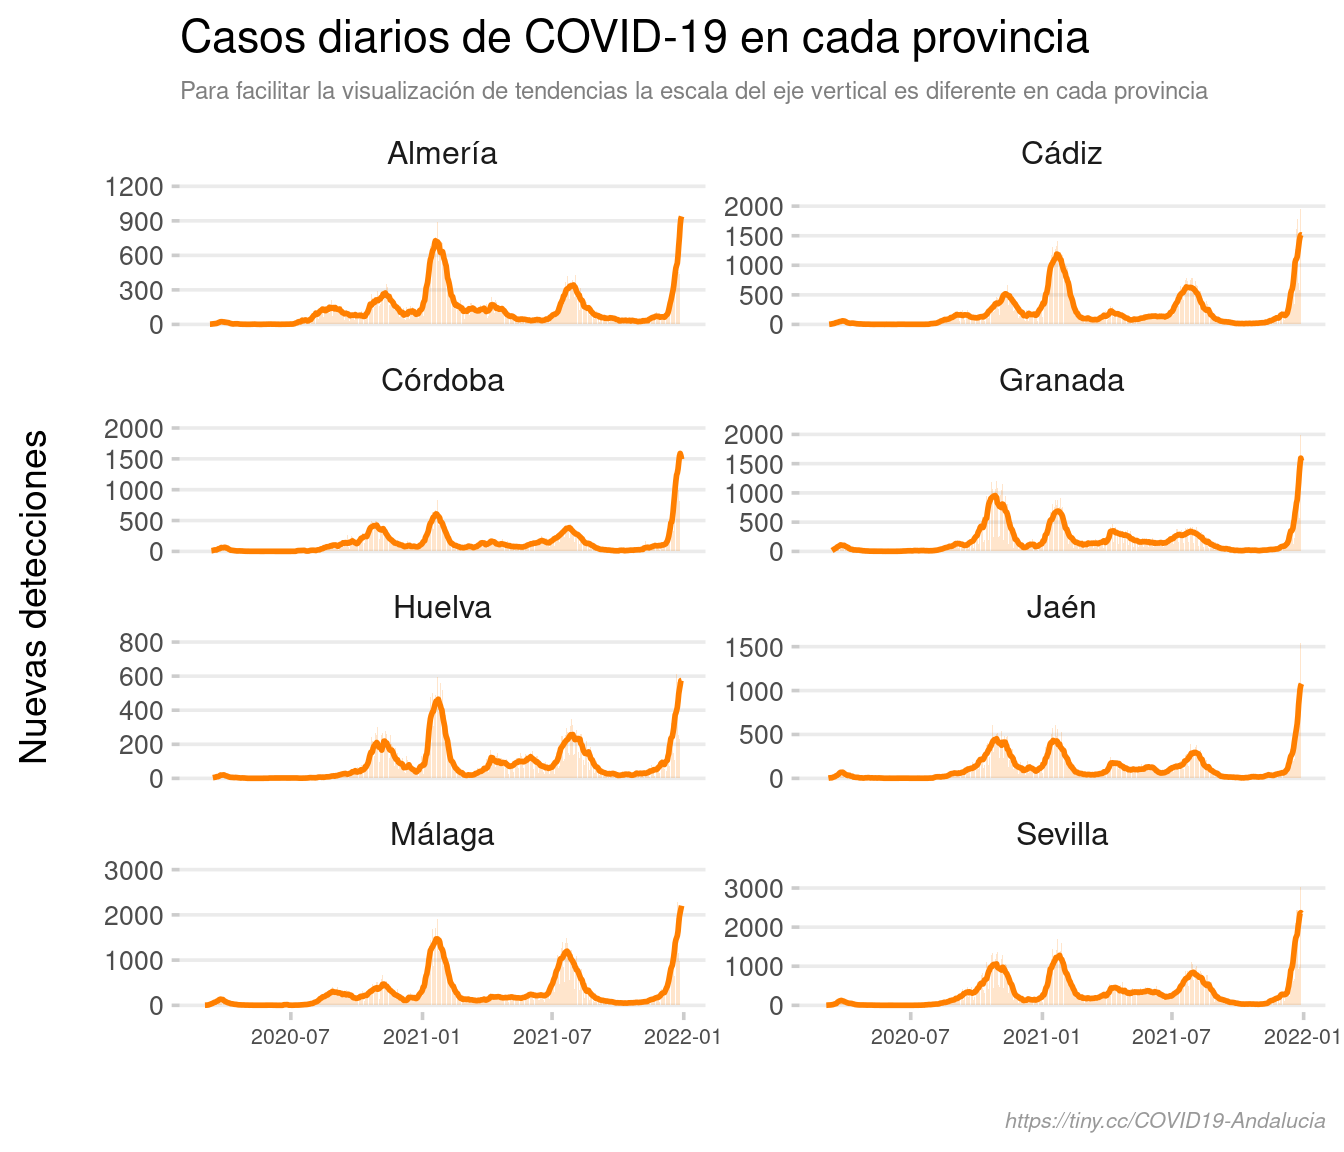 Casos diarios de COVID-19 en cada provincia
Para facilitar la visualización de tendencias la escala del eje vertical es diferente en cada provincia
Nuevas detecciones
Almería
1200
900
600
300
0
Cádiz
2000
1500
1000
500
0
Córdoba
2000
1500
1000
500
0
Granada
2000
1500
1000
500
0
Huelva
800
600
400
200
0
Jaén
1500
1000
500
0
Málaga
3000
2000
1000
0
Sevilla
3000
2000
1000
0
2020-07 2021-01 2021-07 2022-01
2020-07 2021-01 2021-07 2022-01
https://tiny.cc/COVID19-Andalucia